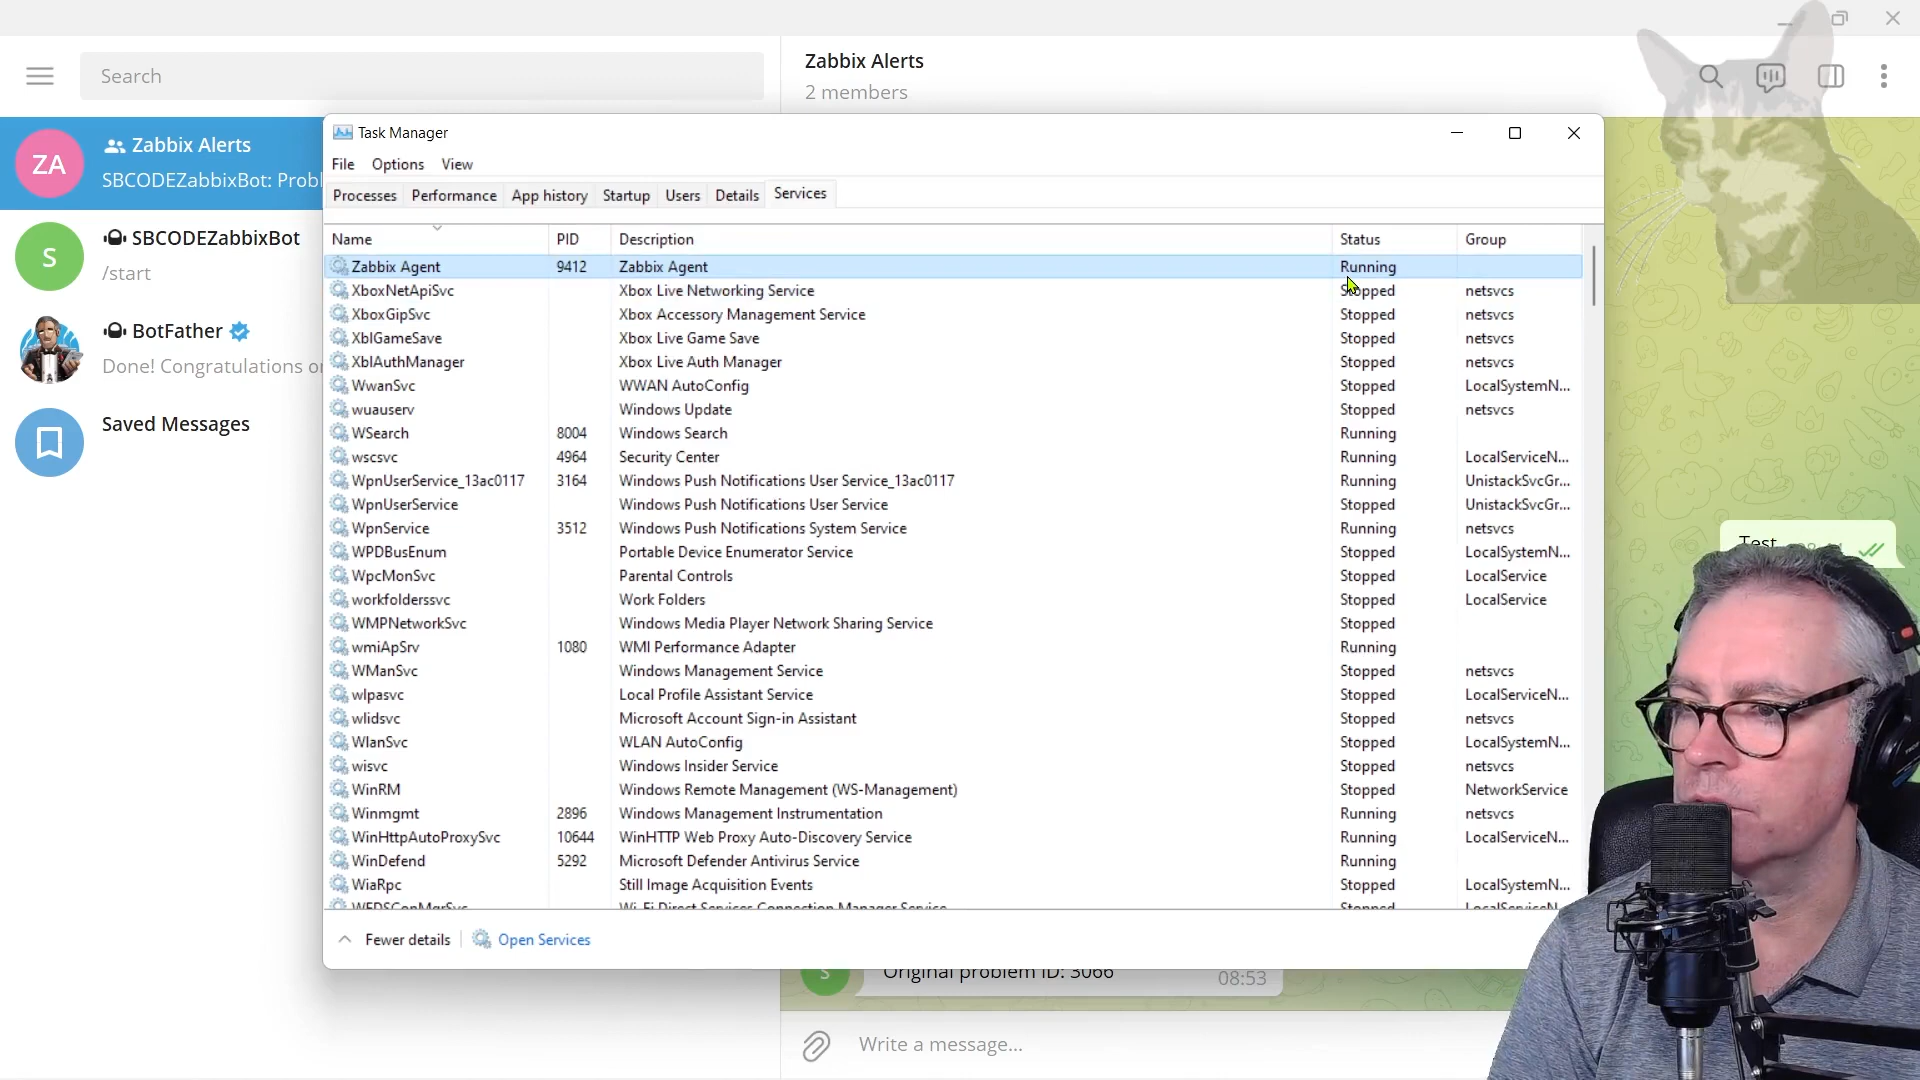 Search
Zabbix Alerts
2 members
ZA
Zabbix Alerts
SBCODEZabbixBot: Probl
S
SBCODEZabbixBot
/start
BotFather
Done! Congratulations
Saved Messages
Task Manager
File Options View
Processes Performance App history Startup Users Details Services
Name PID Description Status Group
Zabbix Agent 9412 Zabbix Agent Running
XboxNetApiSvc Xbox Live Networking Service Stopped netsvcs
XboxGipSvc Xbox Accessory Management Service Stopped netsvcs
XblGameSave Xbox Live Game Save Stopped netsvcs
XblAuthManager Xbox Live Auth Manager Stopped netsvcs
WwanSvc WWAN AutoConfig Stopped LocalSystemN...
wuauserv Windows Update Stopped netsvcs
WSearch 8004 Windows Search Running
wscsvc 4964 Security Center Running LocalServiceN...
WpnUserService_13ac0117 3164 Windows Push Notifications User Service_13ac0117 Running UnistackSvcGr...
WpnUserService Windows Push Notifications User Service Stopped UnistackSvcGr...
WpnService 3512 Windows Push Notifications System Service Running netsvcs
WPDBusEnum Portable Device Enumerator Service Stopped LocalSystemN...
WpcMonSvc Parental Controls Stopped LocalService
workfolderssvc Work Folders Stopped LocalService
WMPNetworkSvc Windows Media Player Network Sharing Service Stopped
wmiApSrv 1080 WMI Performance Adapter Running
WManSvc Windows Management Service Stopped netsvcs
wlpasvc Local Profile Assistant Service Stopped LocalServiceN...
wlidsvc Microsoft Account Sign-in Assistant Stopped netsvcs
WlanSvc WLAN AutoConfig Stopped LocalSystemN...
wisvc Windows Insider Service Stopped netsvcs
WinRM Windows Remote Management (WS-Management) Stopped NetworkService
Winmgmt 2896 Windows Management Instrumentation Running netsvcs
WinHttpAutoProxySvc 10644 WinHTTP Web Proxy Auto-Discovery Service Running LocalServiceN...
WinDefend 5292 Microsoft Defender Antivirus Service Running
WiaRpc Still Image Acquisition Events Stopped LocalSystemN...
WFDSConMgrSvc Wi-Fi Direct Services Connection Manager Service Stopped LocalServiceN...
Fewer details Open Services
Test
S
Original problem ID: 3066
08:53
Write a message...